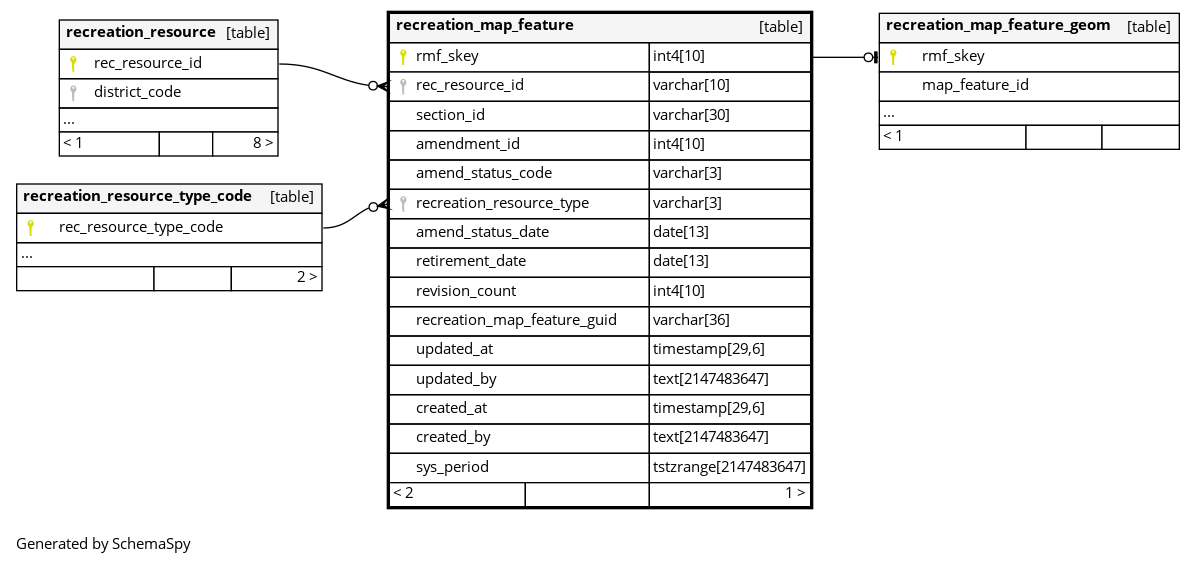 recreation_resource [table]
rec_resource_id
district_code
...
< 1 8 >
recreation_resource_type_code [table]
rec_resource_type_code
...
2 >
recreation_map_feature [table]
rmf_skey int4[10]
rec_resource_id varchar[10]
section_id varchar[30]
amendment_id int4[10]
amend_status_code varchar[3]
recreation_resource_type varchar[3]
amend_status_date date[13]
retirement_date date[13]
revision_count int4[10]
recreation_map_feature_guid varchar[36]
updated_at timestamp[29,6]
updated_by text[2147483647]
created_at timestamp[29,6]
created_by text[2147483647]
sys_period tstzrange[2147483647]
< 2 1 >
recreation_map_feature_geom [table]
rmf_skey
map_feature_id
...
< 1
Generated by SchemaSpy